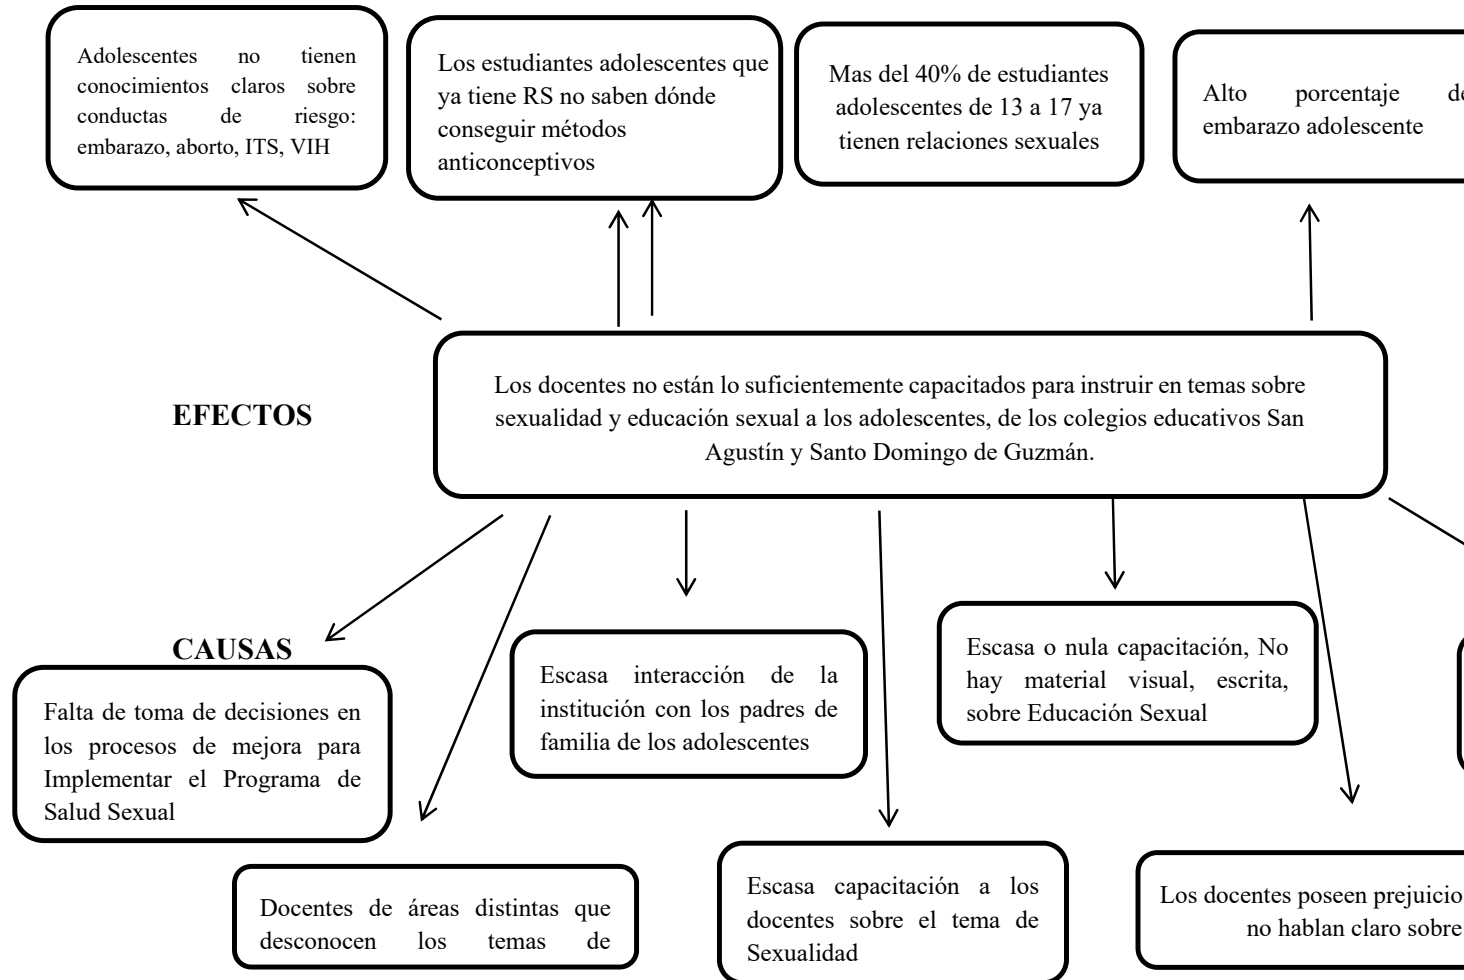 Adolescentes no tienen
conocimientos claros sobre
conductas de riesgo:
embarazo, aborto, ITS, VIH
Los estudiantes adolescentes que
ya tiene RS no saben dónde
conseguir métodos
anticonceptivos
Mas del 40% de estudiantes
adolescentes de 13 a 17 ya
tienen relaciones sexuales
Alto porcentaje de
embarazo adolescente
Los docentes no están lo suficientemente capacitados para instruir en temas sobre
sexualidad y educación sexual a los adolescentes, de los colegios educativos San
Agustín y Santo Domingo de Guzmán.
EFECTOS
CAUSAS
Falta de toma de decisiones en
los procesos de mejora para
Implementar el Programa de
Salud Sexual
Escasa interacción de la
institución con los padres de
familia de los adolescentes
Escasa o nula capacitación, No
hay material visual, escrita,
sobre Educación Sexual
Docentes de áreas distintas que
desconocen los temas de
Escasa capacitación a los
docentes sobre el tema de
Sexualidad
Los docentes poseen prejuicio
no hablan claro sobre